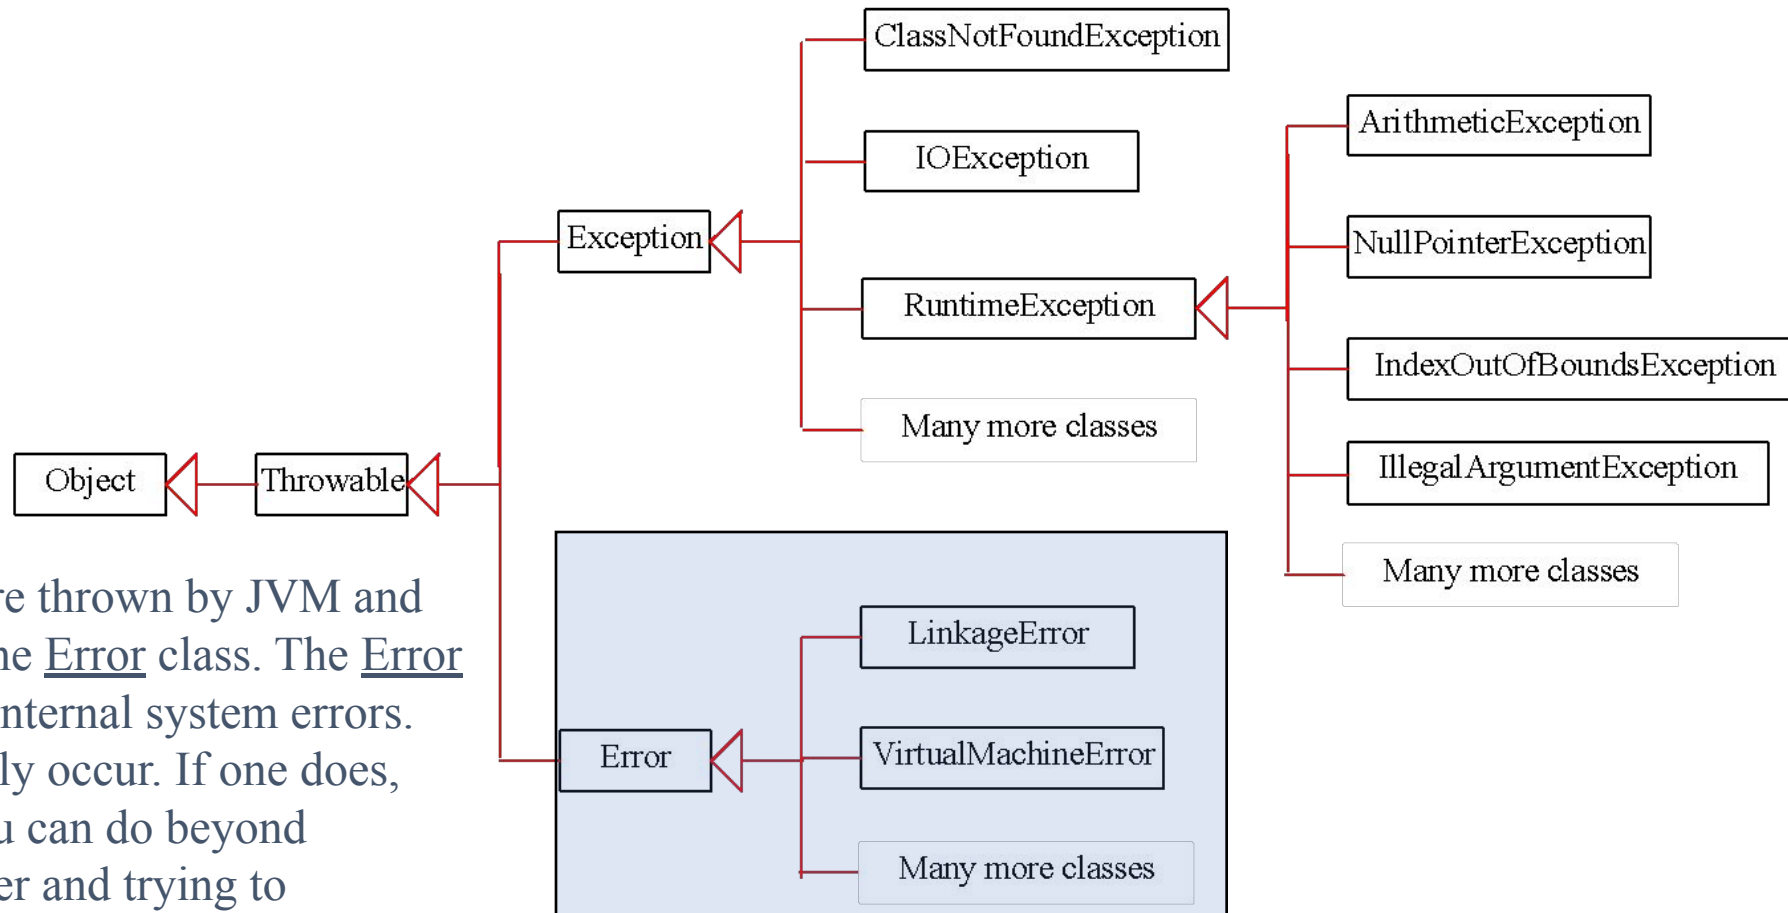 ClassNotFoundException
ArithmeticException
IOException
Exception
NullPointerException
RuntimeException
IndexOutOfBoundsException
Many more classes
Object
Throwable
IllegalArgumentException
Many more classes
re thrown by JVM and
ne Error class. The Error
internal system errors.
ly occur. If one does,
u can do beyond
er and trying to
LinkageError
Error
VirtualMachineError
Many more classes